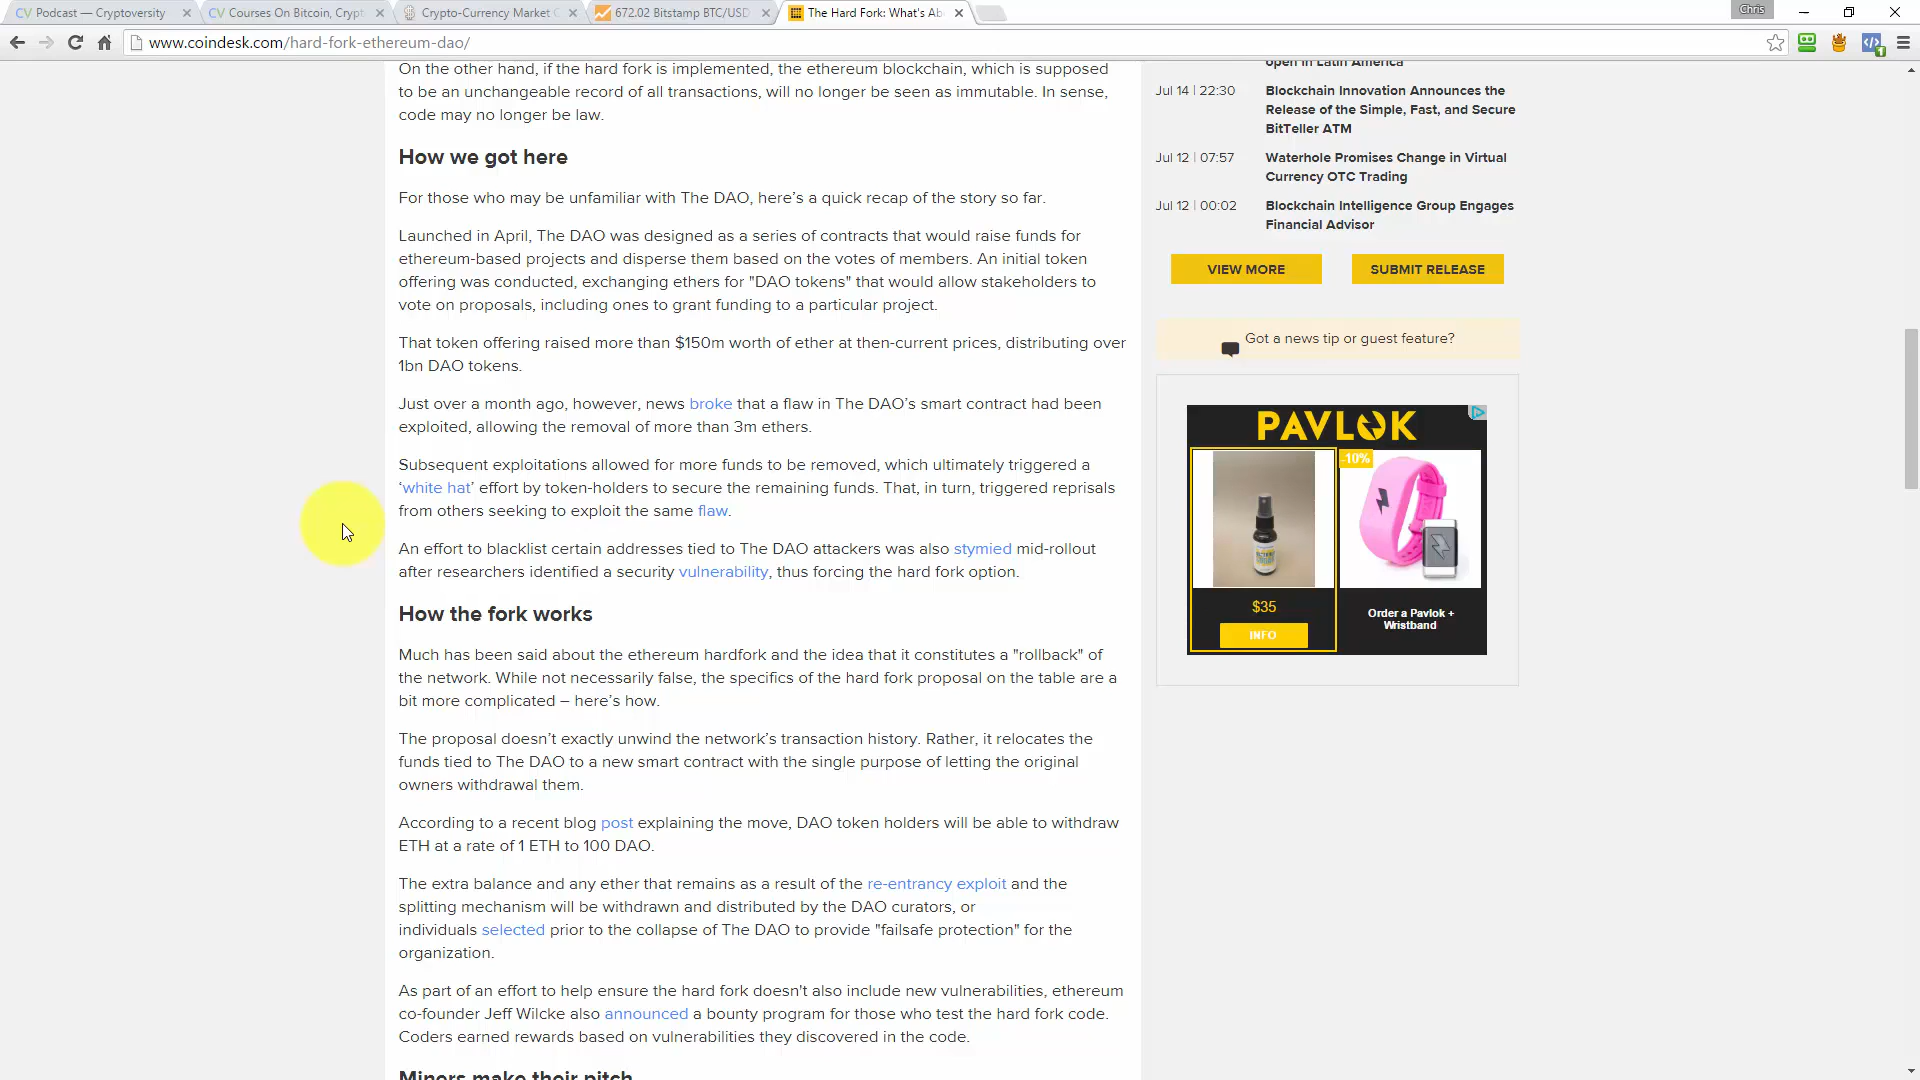 CV Podcast — Cryptoversity
CV Courses On Bitcoin, Crypt
Crypto-Currency Market C
672.02 Bitstamp BTC/USD
The Hard Fork: What's Ab
Chris
www.coindesk.com/hard-fork-ethereum-dao/
On the other hand, if the hard fork is implemented, the ethereum blockchain, which is supposed
to be an unchangeable record of all transactions, will no longer be seen as immutable. In sense,
code may no longer be law.
How we got here
For those who may be unfamiliar with The DAO, here’s a quick recap of the story so far.
Launched in April, The DAO was designed as a series of contracts that would raise funds for
ethereum-based projects and disperse them based on the votes of members. An initial token
offering was conducted, exchanging ethers for "DAO tokens" that would allow stakeholders to
vote on proposals, including ones to grant funding to a particular project.
That token offering raised more than $150m worth of ether at then-current prices, distributing over
1bn DAO tokens.
Just over a month ago, however, news broke that a flaw in The DAO’s smart contract had been
exploited, allowing the removal of more than 3m ethers.
Subsequent exploitations allowed for more funds to be removed, which ultimately triggered a
‘white hat’ effort by token-holders to secure the remaining funds. That, in turn, triggered reprisals
from others seeking to exploit the same flaw.
An effort to blacklist certain addresses tied to The DAO attackers was also stymied mid-rollout
after researchers identified a security vulnerability, thus forcing the hard fork option.
How the fork works
Much has been said about the ethereum hardfork and the idea that it constitutes a "rollback" of
the network. While not necessarily false, the specifics of the hard fork proposal on the table are a
bit more complicated – here’s how.
The proposal doesn’t exactly unwind the network’s transaction history. Rather, it relocates the
funds tied to The DAO to a new smart contract with the single purpose of letting the original
owners withdrawal them.
According to a recent blog post explaining the move, DAO token holders will be able to withdraw
ETH at a rate of 1 ETH to 100 DAO.
The extra balance and any ether that remains as a result of the re-entrancy exploit and the
splitting mechanism will be withdrawn and distributed by the DAO curators, or
individuals selected prior to the collapse of The DAO to provide "failsafe protection" for the
organization.
As part of an effort to help ensure the hard fork doesn't also include new vulnerabilities, ethereum
co-founder Jeff Wilcke also announced a bounty program for those who test the hard fork code.
Coders earned rewards based on vulnerabilities they discovered in the code.
Miners make their pitch
open in Latin America
Jul 14 | 22:30 Blockchain Innovation Announces the
Release of the Simple, Fast, and Secure
BitTeller ATM
Jul 12 | 07:57 Waterhole Promises Change in Virtual
Currency OTC Trading
Jul 12 | 00:02 Blockchain Intelligence Group Engages
Financial Advisor
VIEW MORE
SUBMIT RELEASE
Got a news tip or guest feature?
PAVLOK
-10%
$35
INFO
Order a Pavlok +
Wristband